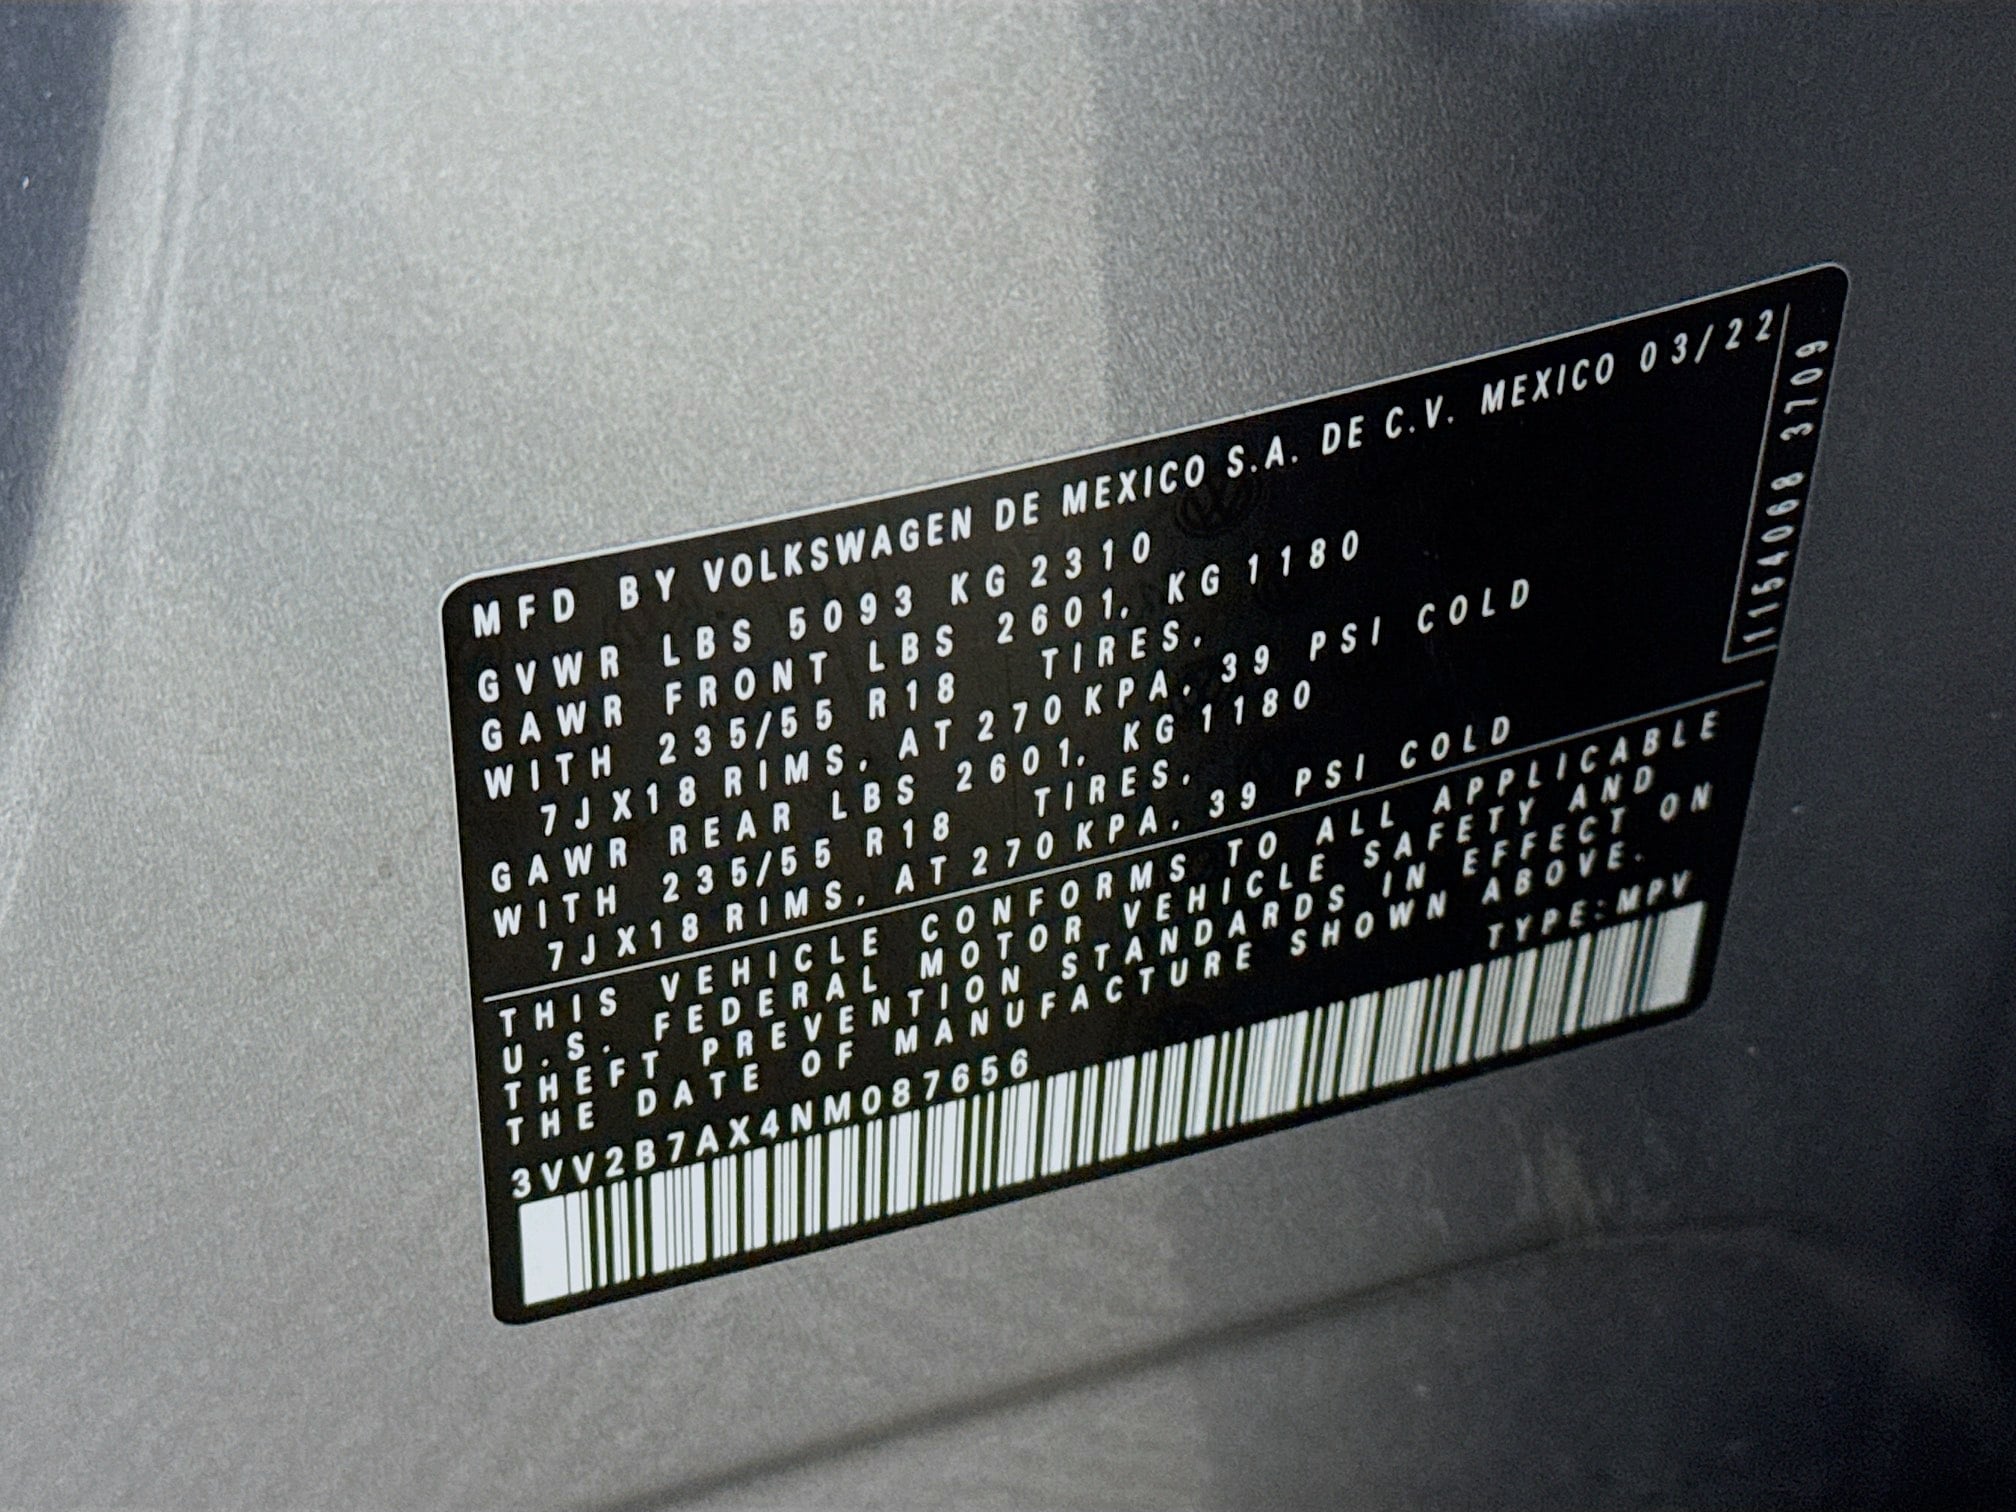 MFD BY VOLKSWAGEN DE MEXICO S.A. DE C.V. MEXICO 03/22
GVWR LBS 5093 KG 2310
GAWR FRONT LBS 2601, KG 1180
WITH 235/55 R18 TIRES,
7JX18 RIMS, AT 270 KPA, 39 PSI COLD
GAWR REAR LBS 2601, KG 1180
WITH 235/55 R18 TIRES,
7JX18 RIMS, AT 270 KPA, 39 PSI COLD
1154068 3709
THIS VEHICLE CONFORMS TO ALL APPLICABLE
U.S. FEDERAL MOTOR VEHICLE SAFETY AND
THEFT PREVENTION STANDARDS IN EFFECT ON
THE DATE OF MANUFACTURE SHOWN ABOVE.
3VV2B7AX4NM087656 TYPE:MPV